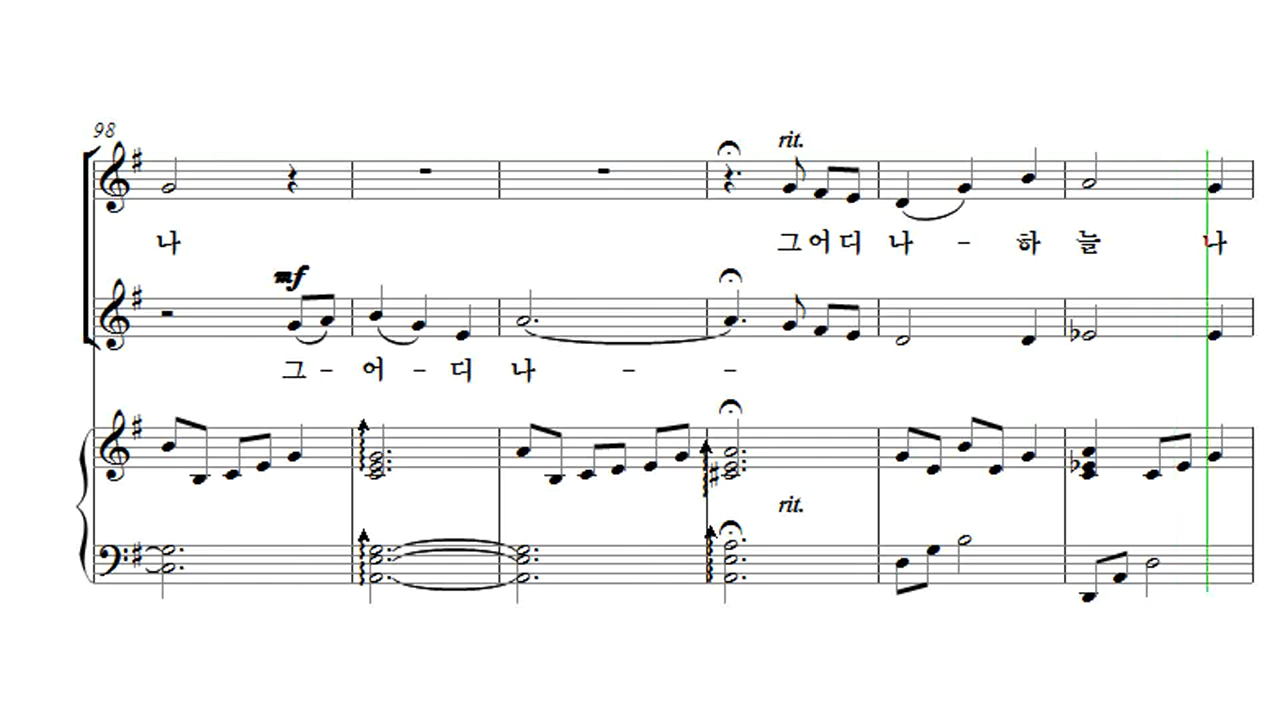 98
rit.
나 그어디 나 - 하 늘 나
mf
그 - 어 - 디 나 - -
rit.